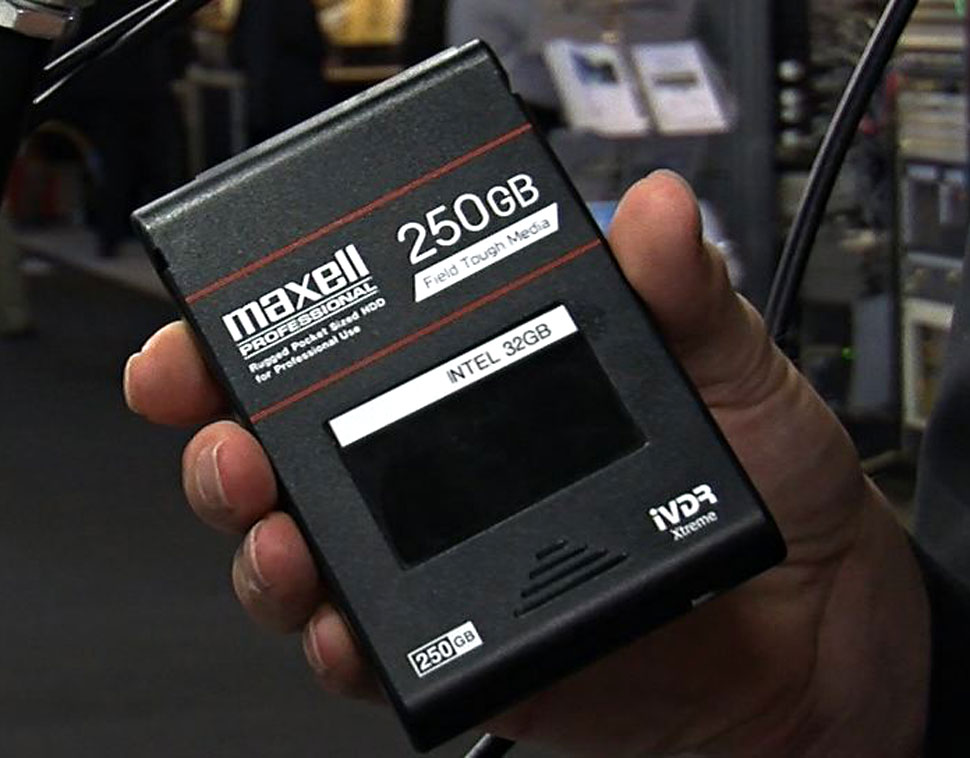 250GB
Field Tough Media
maxell
PROFESSIONAL
Rugged Pocket Sized HDD
for Professional Use
INTEL 32GB
iVDR
Xtreme
250GB